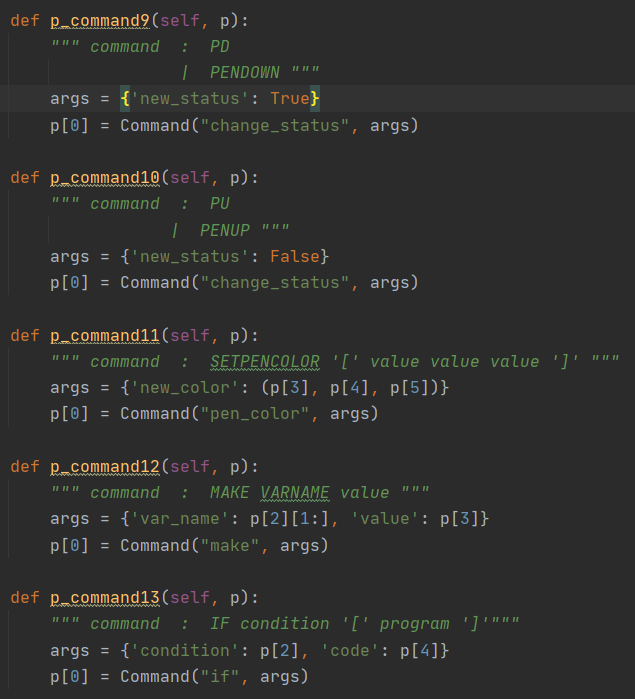 def p_command9(self, p):
    """ command  :  PD
                 |  PENDOWN """
    args = {'new_status': True}
    p[0] = Command("change_status", args)

def p_command10(self, p):
    """ command  :  PU
                |  PENUP """
    args = {'new_status': False}
    p[0] = Command("change_status", args)

def p_command11(self, p):
    """ command  :  SETPENCOLOR '[' value value value ']' """
    args = {'new_color': (p[3], p[4], p[5])}
    p[0] = Command("pen_color", args)

def p_command12(self, p):
    """ command  :  MAKE VARNAME value """
    args = {'var_name': p[2][1:], 'value': p[3]}
    p[0] = Command("make", args)

def p_command13(self, p):
    """ command  :  IF condition '[' program ']'"""
    args = {'condition': p[2], 'code': p[4]}
    p[0] = Command("if", args)